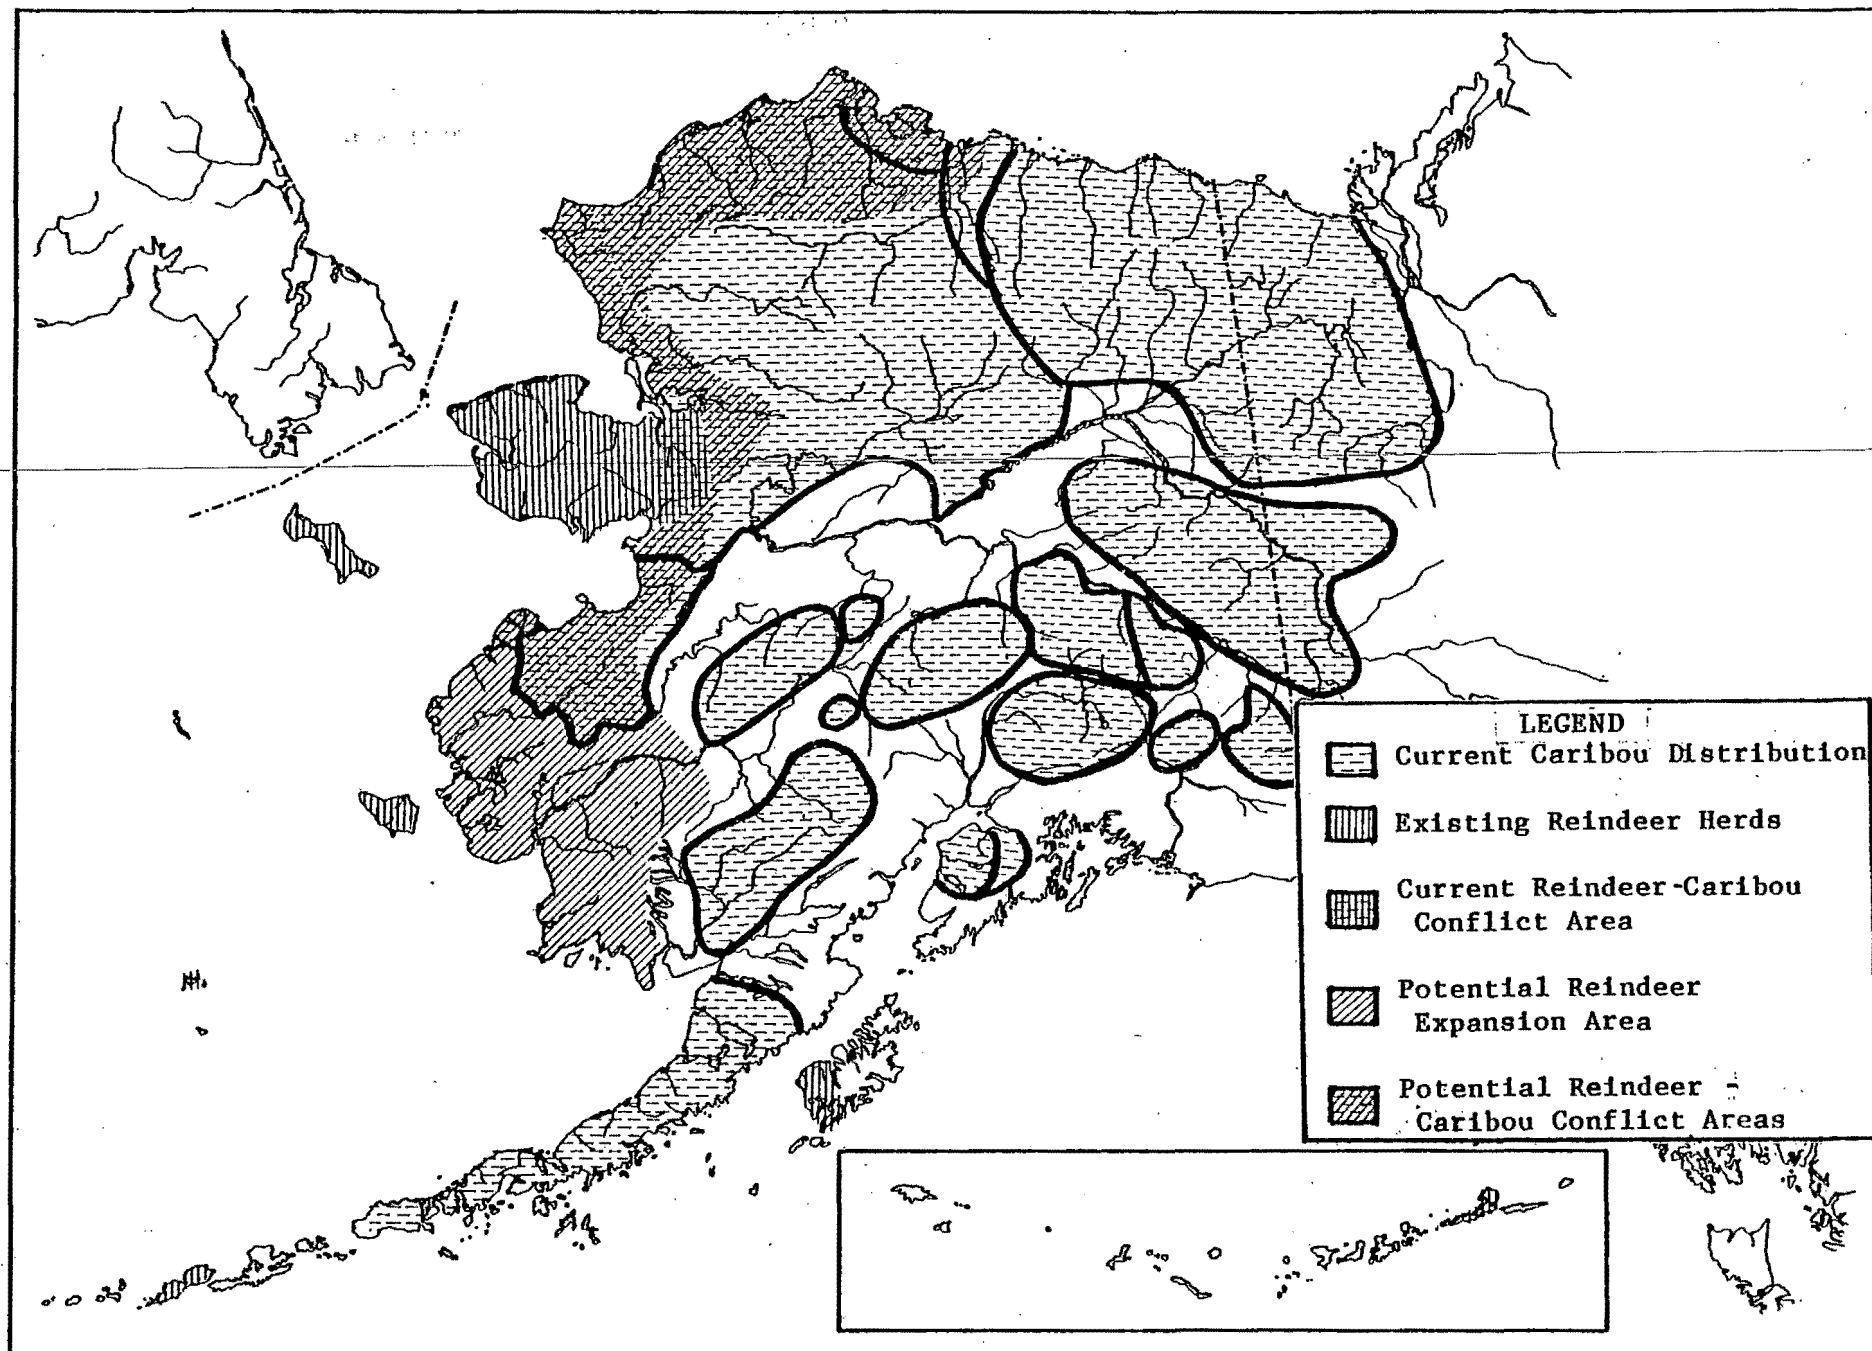 LEGEND
Current Caribou Distribution
Existing Reindeer Herds
Current Reindeer-Caribou
Conflict Area
Potential Reindeer
Expansion Area
Potential Reindeer -
Caribou Conflict Areas